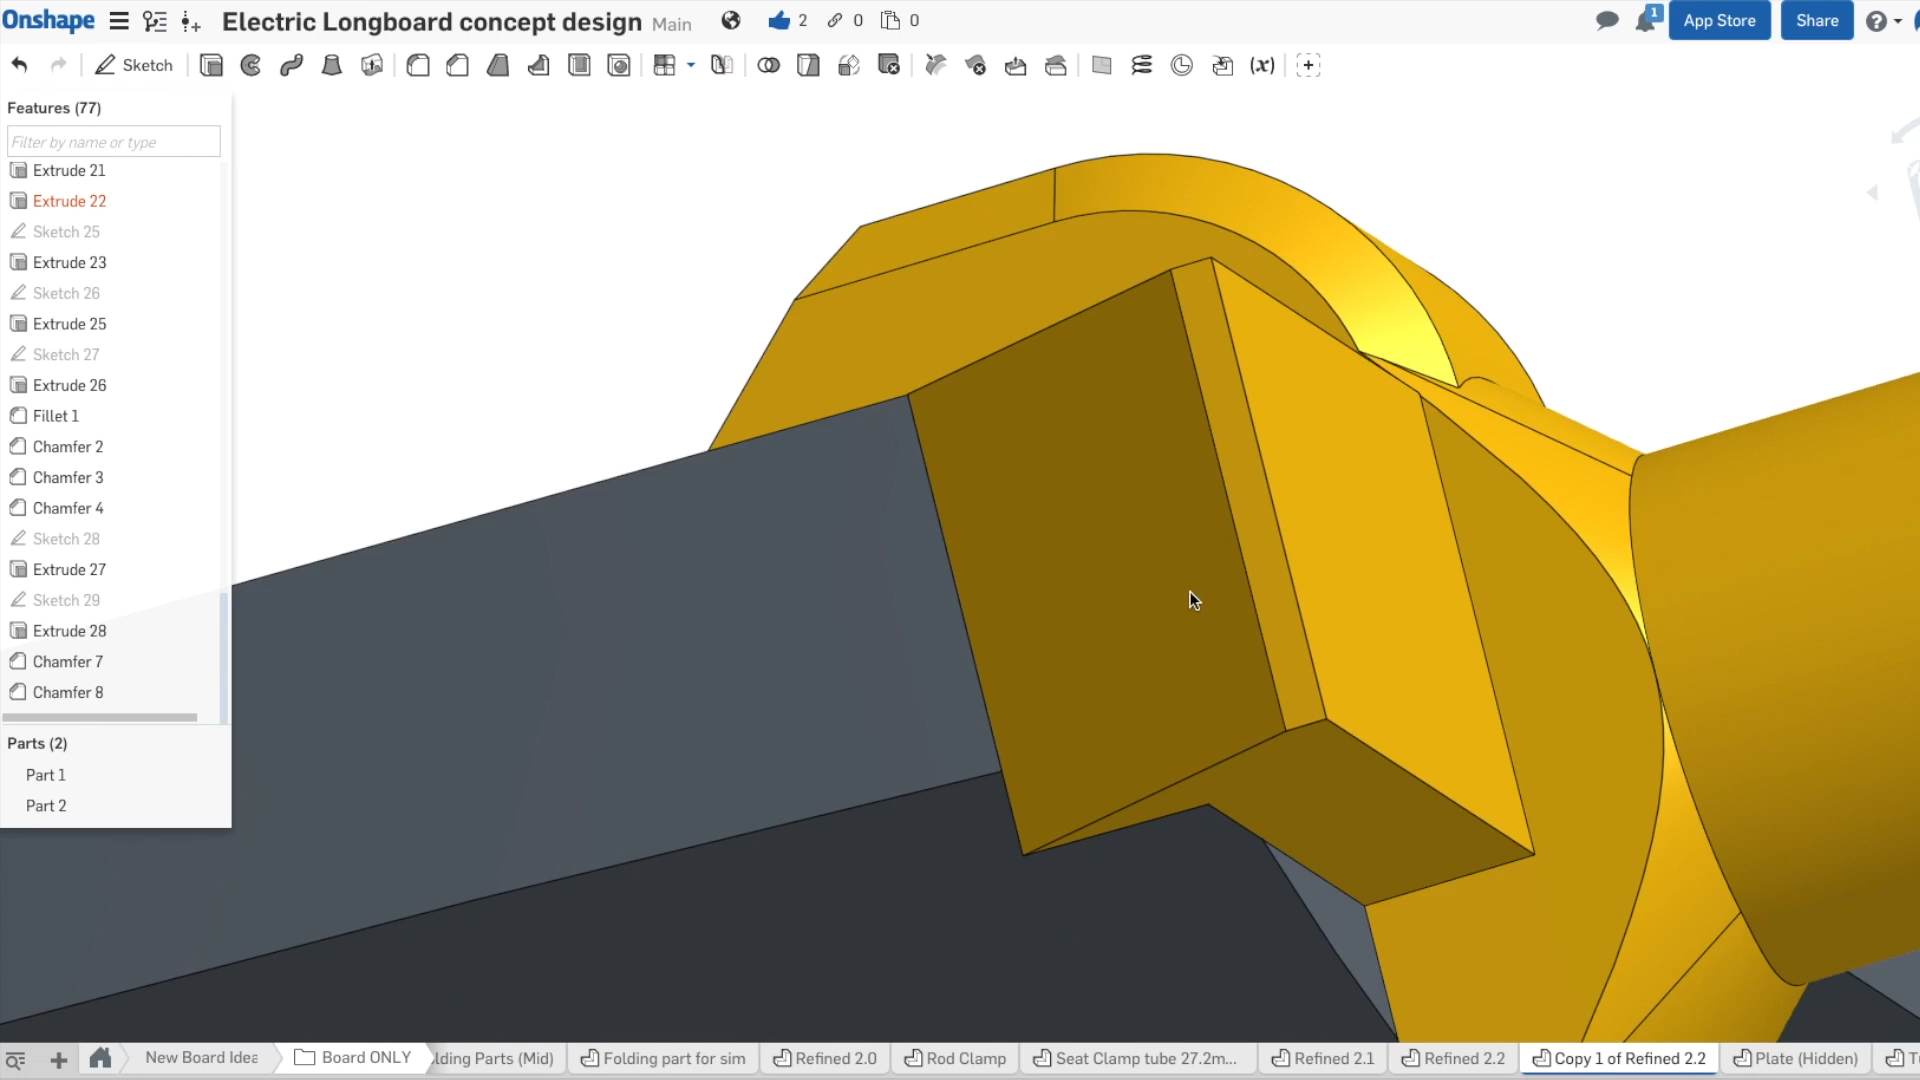 Onshape Electric Longboard concept design Main 2 0 0 1 App Store Share ?
Sketch (x)
Features (77)
Filter by name or type
Extrude 21
Extrude 22
Sketch 25
Extrude 23
Sketch 26
Extrude 25
Sketch 27
Extrude 26
Fillet 1
Chamfer 2
Chamfer 3
Chamfer 4
Sketch 28
Extrude 27
Sketch 29
Extrude 28
Chamfer 7
Chamfer 8
Parts (2)
Part 1
Part 2
New Board Idea Board ONLY lding Parts (Mid) Folding part for sim Refined 2.0 Rod Clamp Seat Clamp tube 27.2m... Refined 2.1 Refined 2.2 Copy 1 of Refined 2.2 Plate (Hidden)